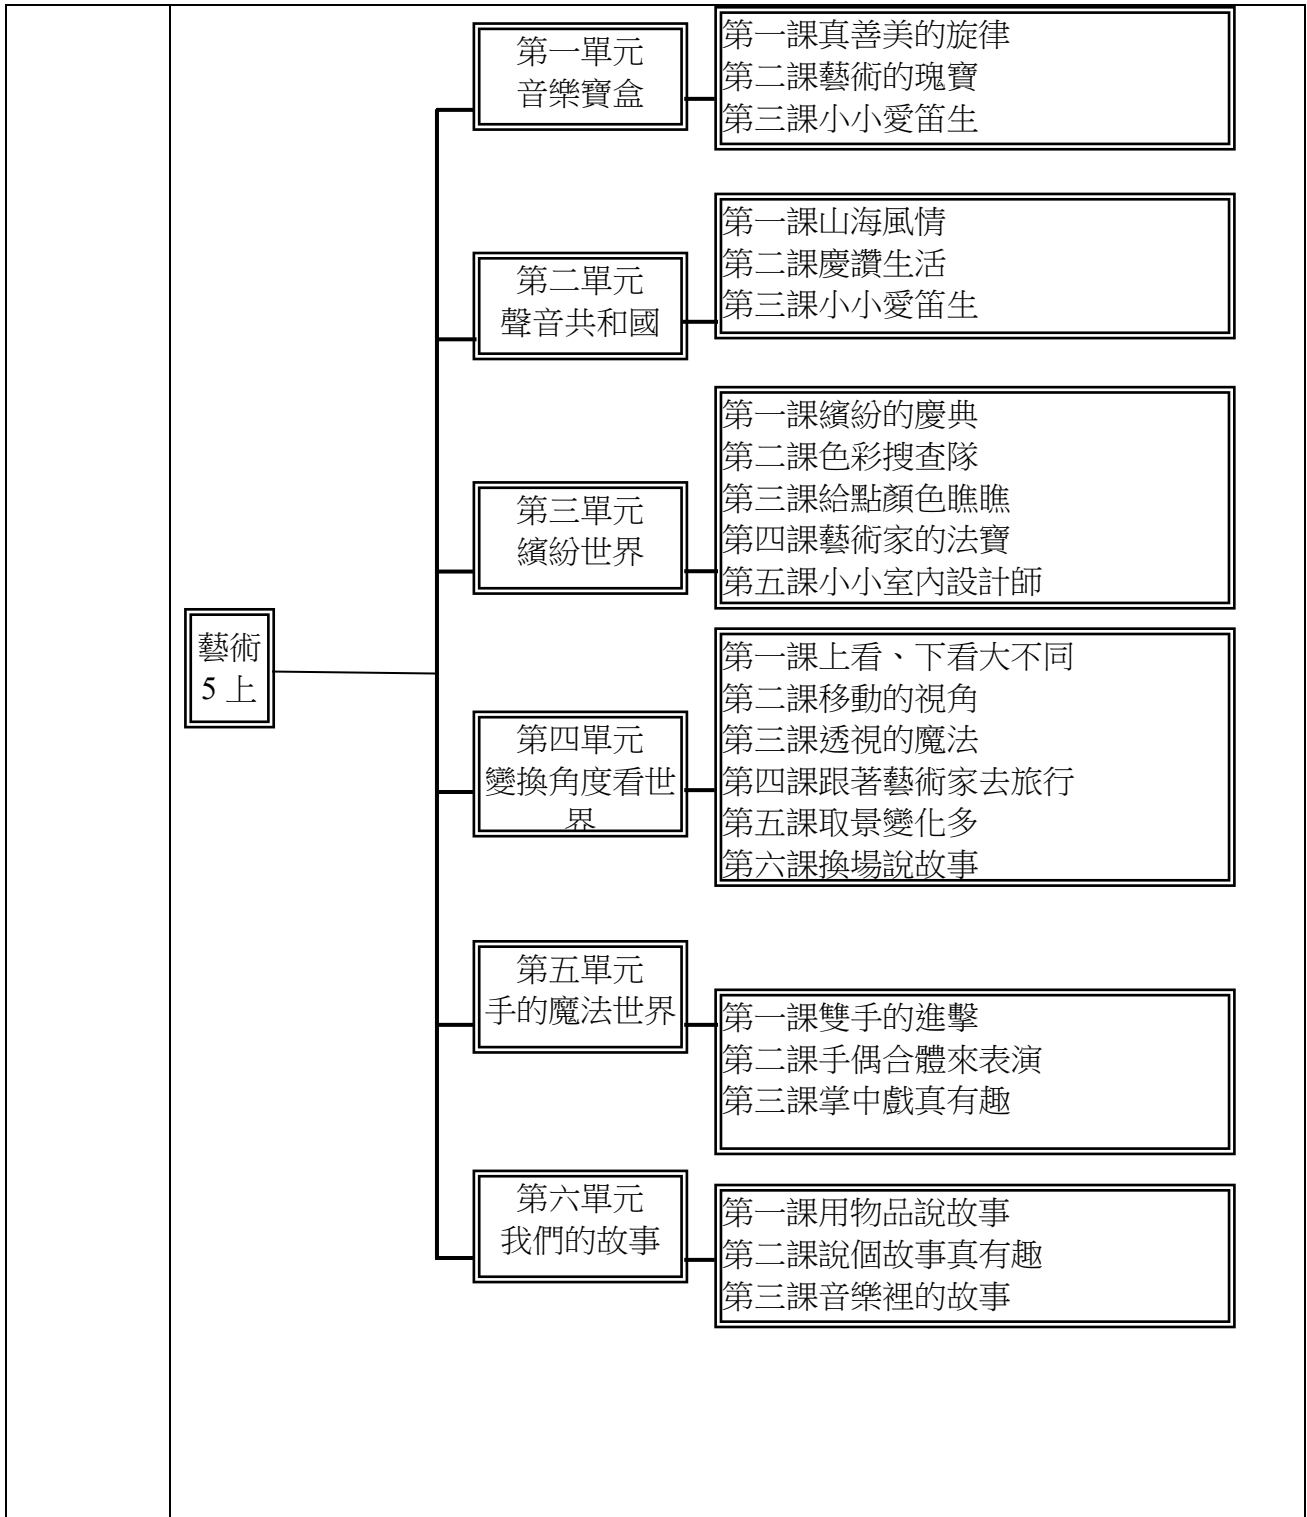 藝術
5 上
第一單元
音樂寶盒
第一課真善美的旋律
第二課藝術的瑰寶
第三課小小愛笛生
第二單元
聲音共和國
第一課山海風情
第二課慶讚生活
第三課小小愛笛生
第三單元
繽紛世界
第一課繽紛的慶典
第二課色彩搜查隊
第三課給點顏色瞧瞧
第四課藝術家的法寶
第五課小小室內設計師
第四單元
變換角度看世
界
第一課上看、下看大不同
第二課移動的視角
第三課透視的魔法
第四課跟著藝術家去旅行
第五課取景變化多
第六課換場說故事
第五單元
手的魔法世界
第一課雙手的進擊
第二課手偶合體來表演
第三課掌中戲真有趣
第六單元
我們的故事
第一課用物品說故事
第二課說個故事真有趣
第三課音樂裡的故事